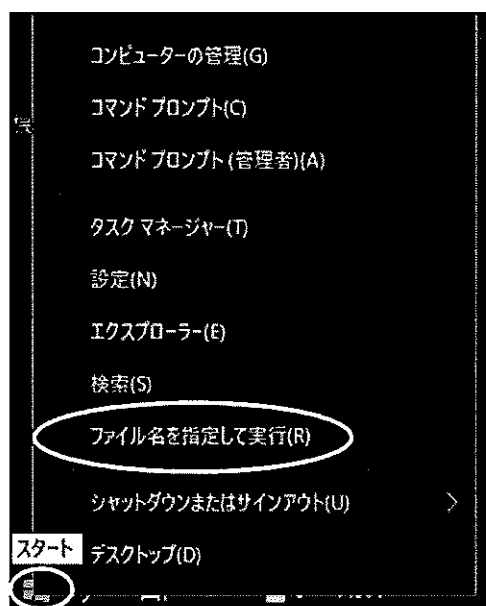 コンピューターの管理(G)
コマンド プロンプト(C)
コマンド プロンプト (管理者)(A)
タスク マネージャー(T)
設定(N)
エクスプローラー(E)
検索(S)
ファイル名を指定して実行(R)
シャットダウンまたはサインアウト(U)
スタート
デスクトップ(D)